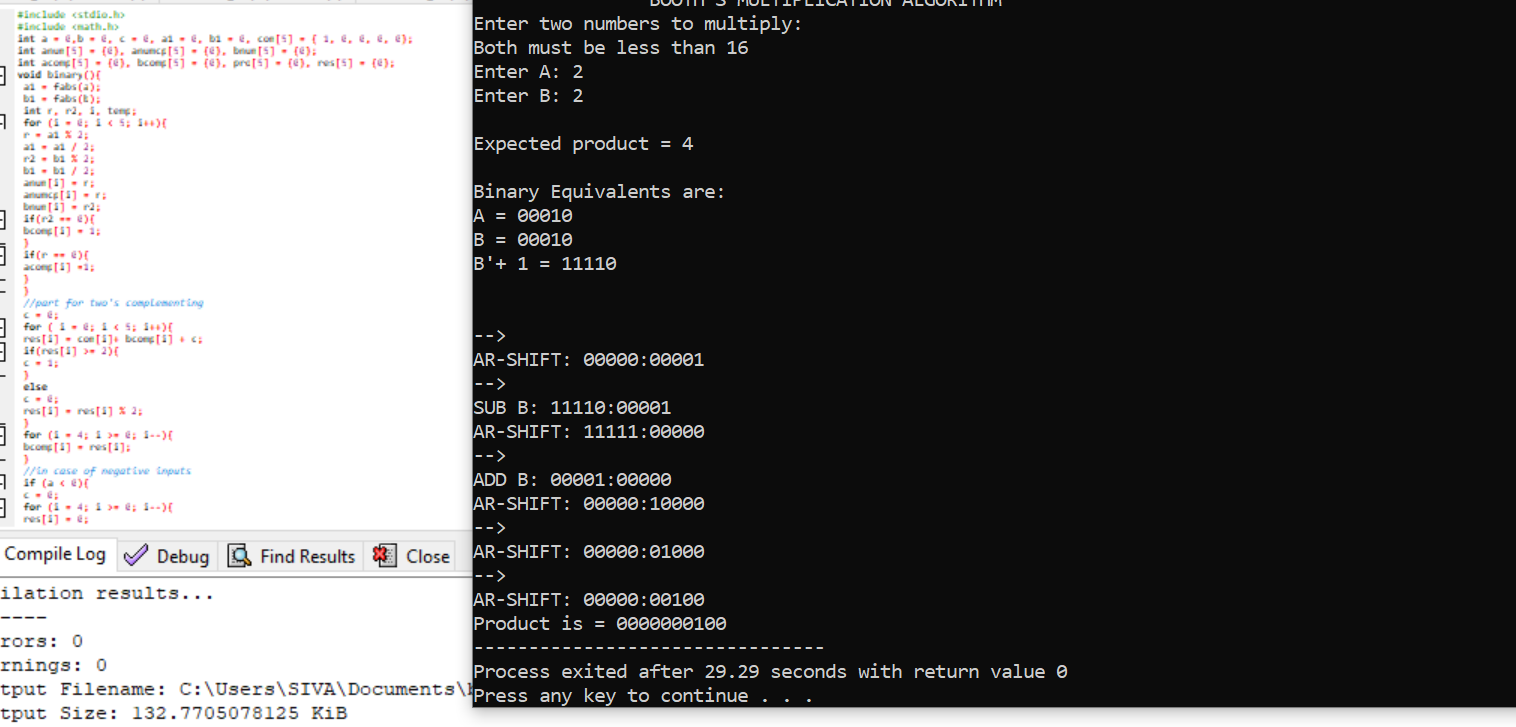 #include <stdio.h>
#include <math.h>
int a = 0,b = 0, c = 0, a1 = 0, b1 = 0, com[5] = { 1, 0, 0, 0, 0};
int anum[5] = {0}, anumcp[5] = {0}, bnum[5] = {0};
int acomp[5] = {0}, bcomp[5] = {0}, pro[5] = {0}, res[5] = {0};
void binary(){
a1 = fabs(a);
b1 = fabs(b);
int r, r2, i, temp;
for (i = 0; i < 5; i++){
r = a1 % 2;
a1 = a1 / 2;
r2 = b1 % 2;
b1 = b1 / 2;
anum[i] = r;
anumcp[i] = r;
bnum[i] = r2;
if(r2 == 0){
bcomp[i] = 1;
}
if(r == 0){
acomp[i] =1;
}
}
//part for two's complementing
c = 0;
for ( i = 0; i < 5; i++){
res[i] = com[i]+ bcomp[i] + c;
if(res[i] >= 2){
c = 1;
}
else
c = 0;
res[i] = res[i] % 2;
}
for (i = 4; i >= 0; i--){
bcomp[i] = res[i];
}
//in case of negative inputs
if (a < 0){
c = 0;
for (i = 4; i >= 0; i--){
res[i] = 0;
Compile Log Debug Find Results Close
ilation results...
----
rors: 0
rnings: 0
tput Filename: C:\Users\SIVA\Documents\
tput Size: 132.7705078125 KiB
BOOTH'S MULTIPLICATION ALGORITHM
Enter two numbers to multiply:
Both must be less than 16
Enter A: 2
Enter B: 2
Expected product = 4
Binary Equivalents are:
A = 00010
B = 00010
B'+ 1 = 11110
-->
AR-SHIFT: 00000:00001
-->
SUB B: 11110:00001
AR-SHIFT: 11111:00000
-->
ADD B: 00001:00000
AR-SHIFT: 00000:10000
-->
AR-SHIFT: 00000:01000
-->
AR-SHIFT: 00000:00100
Product is = 0000000100
--------------------------------
Process exited after 29.29 seconds with return value 0
Press any key to continue . . .